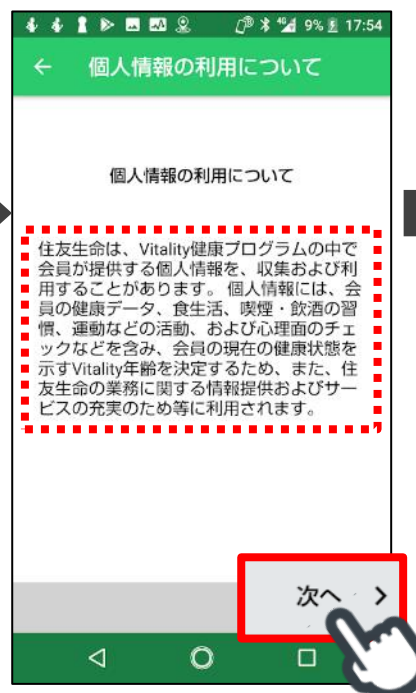 4G 9% 17:54
← 個人情報の利用について
個人情報の利用について
住友生命は、Vitality健康プログラムの中で
会員が提供する個人情報を、収集および利
用することがあります。個人情報には、会
員の健康データ、食生活、喫煙・飲酒の習
慣、運動などの活動、および心理面のチェ
ックなどを含み、会員の現在の健康状態を
示すVitality年齢を決定するため、また、住
友生命の業務に関する情報提供およびサー
ビスの充実のため等に利用されます。
次へ >